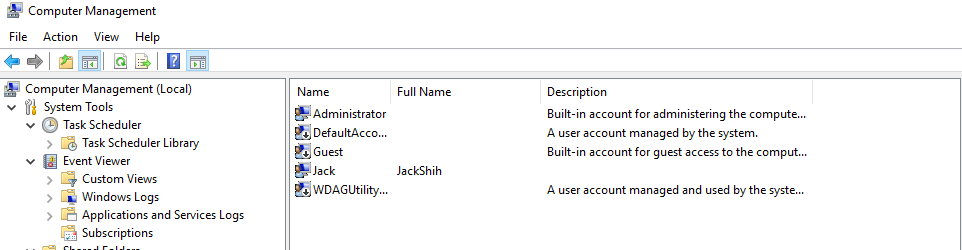 Computer Management
File Action View Help
Computer Management (Local)
System Tools
Task Scheduler
Task Scheduler Library
Event Viewer
Custom Views
Windows Logs
Applications and Services Logs
Subscriptions
Shared Folders
Name Full Name Description
Administrator Built-in account for administering the compute...
DefaultAcco... A user account managed by the system.
Guest Built-in account for guest access to the comput...
Jack JackShih
WDAGUtility... A user account managed and used by the syste...